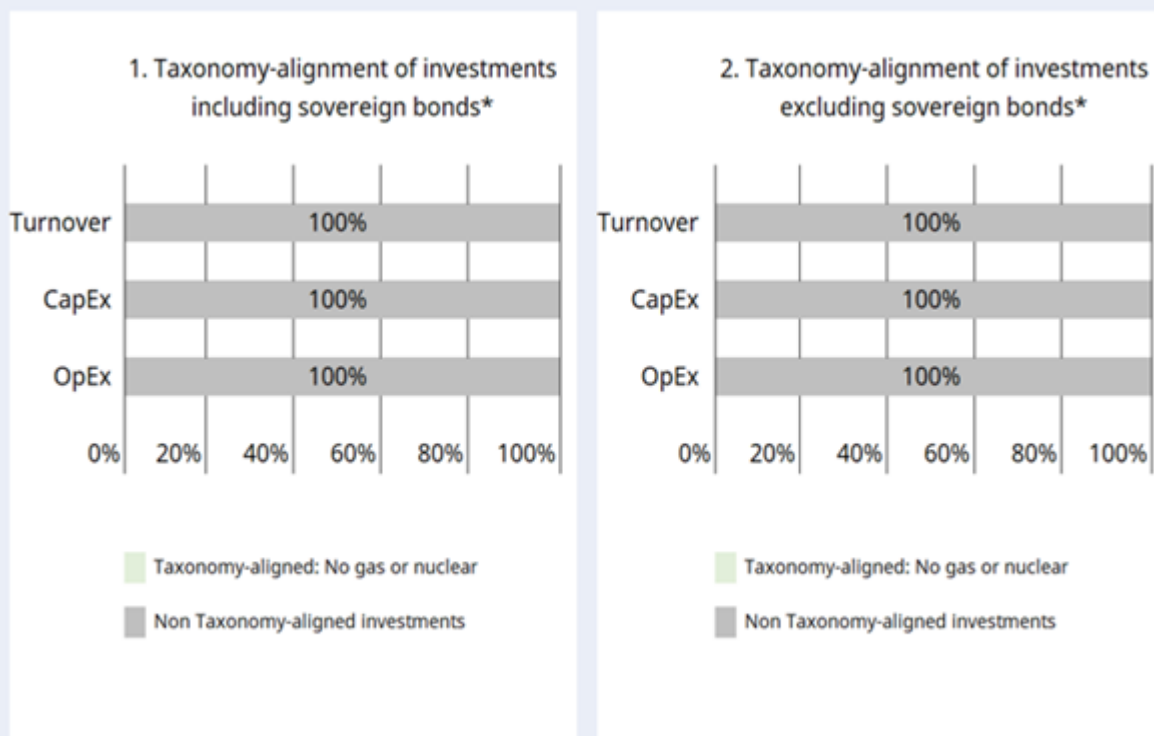 1. Taxonomy-alignment of investments
including sovereign bonds*
Turnover 100%
CapEx 100%
OpEx 100%
0% 20% 40% 60% 80% 100%
Taxonomy-aligned: No gas or nuclear
Non Taxonomy-aligned investments
2. Taxonomy-alignment of investments
excluding sovereign bonds*
Turnover 100%
CapEx 100%
OpEx 100%
0% 20% 40% 60% 80% 100%
Taxonomy-aligned: No gas or nuclear
Non Taxonomy-aligned investments